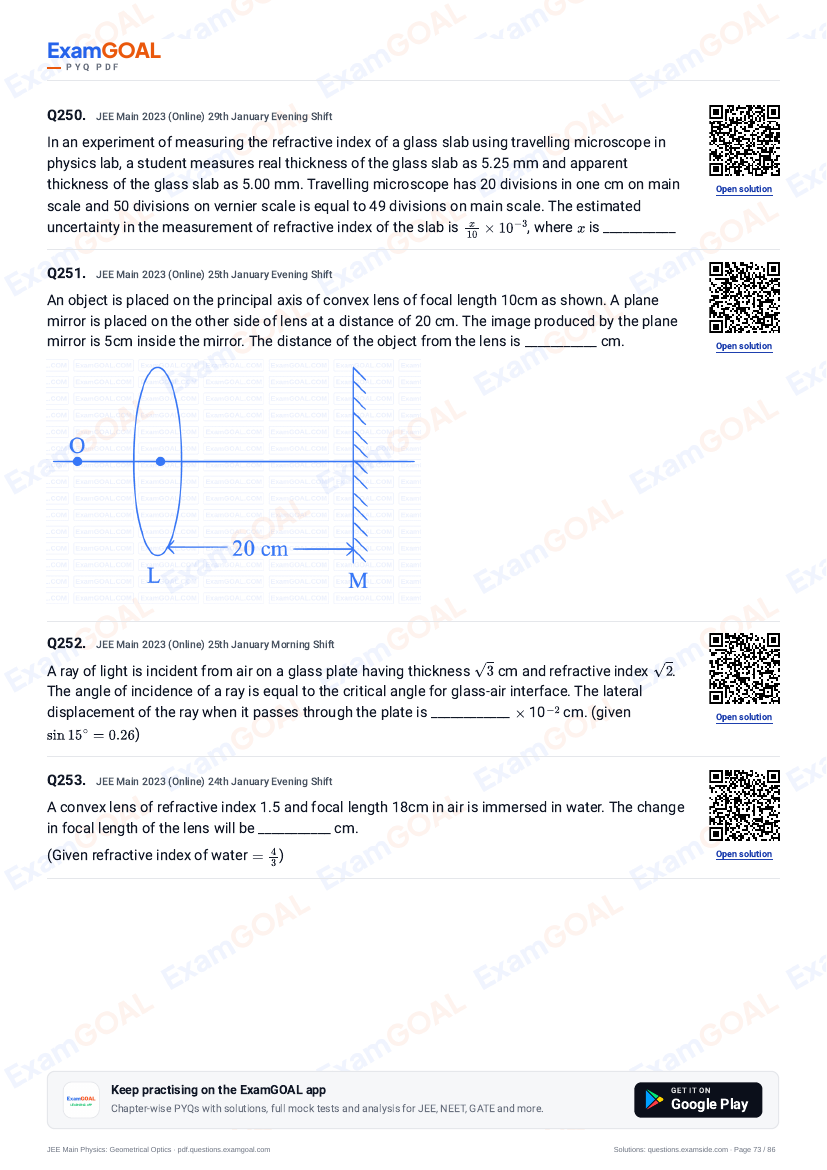 ExamGOAL
PYQ PDF
Q250. JEE Main 2023 (Online) 29th January Evening Shift
In an experiment of measuring the refractive index of a glass slab using travelling microscope in
physics lab, a student measures real thickness of the glass slab as 5.25 mm and apparent
thickness of the glass slab as 5.00 mm. Travelling microscope has 20 divisions in one cm on main
scale and 50 divisions on vernier scale is equal to 49 divisions on main scale. The estimated
uncertainty in the measurement of refractive index of the slab is x/10 × 10⁻³, where x is ___________
Open solution
Q251. JEE Main 2023 (Online) 25th January Evening Shift
An object is placed on the principal axis of convex lens of focal length 10cm as shown. A plane
mirror is placed on the other side of lens at a distance of 20 cm. The image produced by the plane
mirror is 5cm inside the mirror. The distance of the object from the lens is ___________ cm.
Open solution
O
20 cm
L
M
Q252. JEE Main 2023 (Online) 25th January Morning Shift
A ray of light is incident from air on a glass plate having thickness √3 cm and refractive index √2.
The angle of incidence of a ray is equal to the critical angle for glass-air interface. The lateral
displacement of the ray when it passes through the plate is ____________ × 10⁻² cm. (given
sin 15° = 0.26)
Open solution
Q253. JEE Main 2023 (Online) 24th January Evening Shift
A convex lens of refractive index 1.5 and focal length 18cm in air is immersed in water. The change
in focal length of the lens will be ___________ cm.
(Given refractive index of water = 4/3)
Open solution
Keep practising on the ExamGOAL app
Chapter-wise PYQs with solutions, full mock tests and analysis for JEE, NEET, GATE and more.
GET IT ON
Google Play
JEE Main Physics: Geometrical Optics · pdf.questions.examgoal.com
Solutions: questions.examside.com · Page 73 / 86